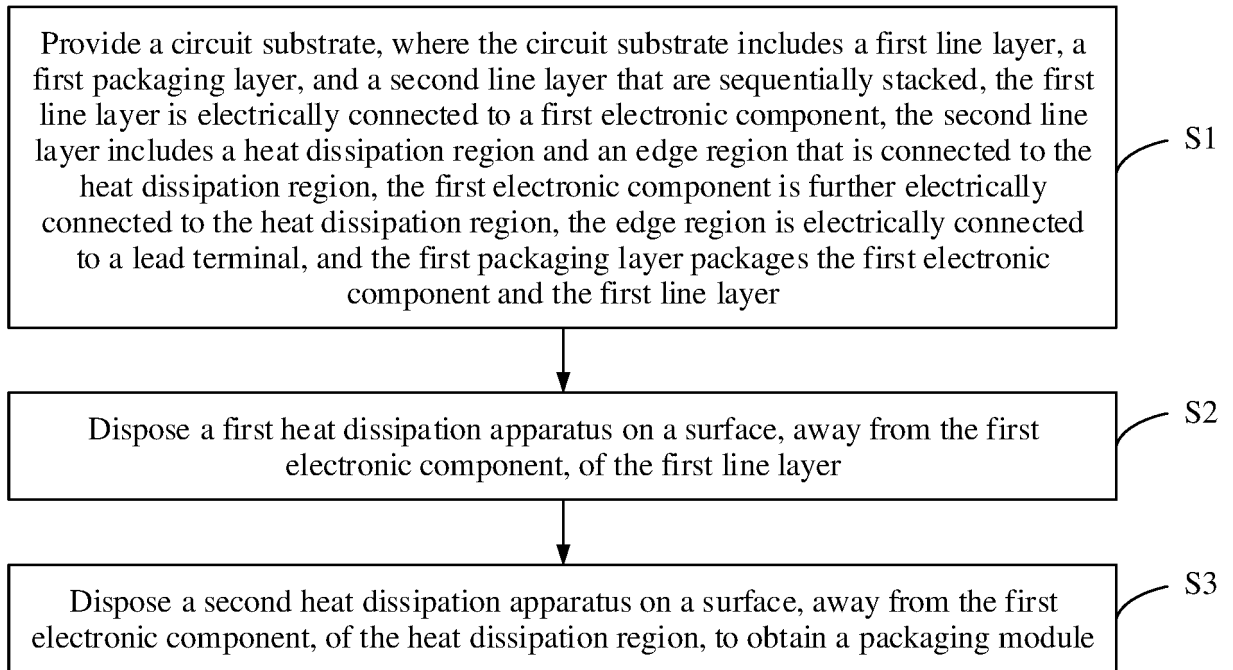 Provide a circuit substrate, where the circuit substrate includes a first line layer, a
first packaging layer, and a second line layer that are sequentially stacked, the first
line layer is electrically connected to a first electronic component, the second line
layer includes a heat dissipation region and an edge region that is connected to the
heat dissipation region, the first electronic component is further electrically
connected to the heat dissipation region, the edge region is electrically connected
to a lead terminal, and the first packaging layer packages the first electronic
component and the first line layer
S1
Dispose a first heat dissipation apparatus on a surface, away from the first
electronic component, of the first line layer
S2
Dispose a second heat dissipation apparatus on a surface, away from the first
electronic component, of the heat dissipation region, to obtain a packaging module
S3